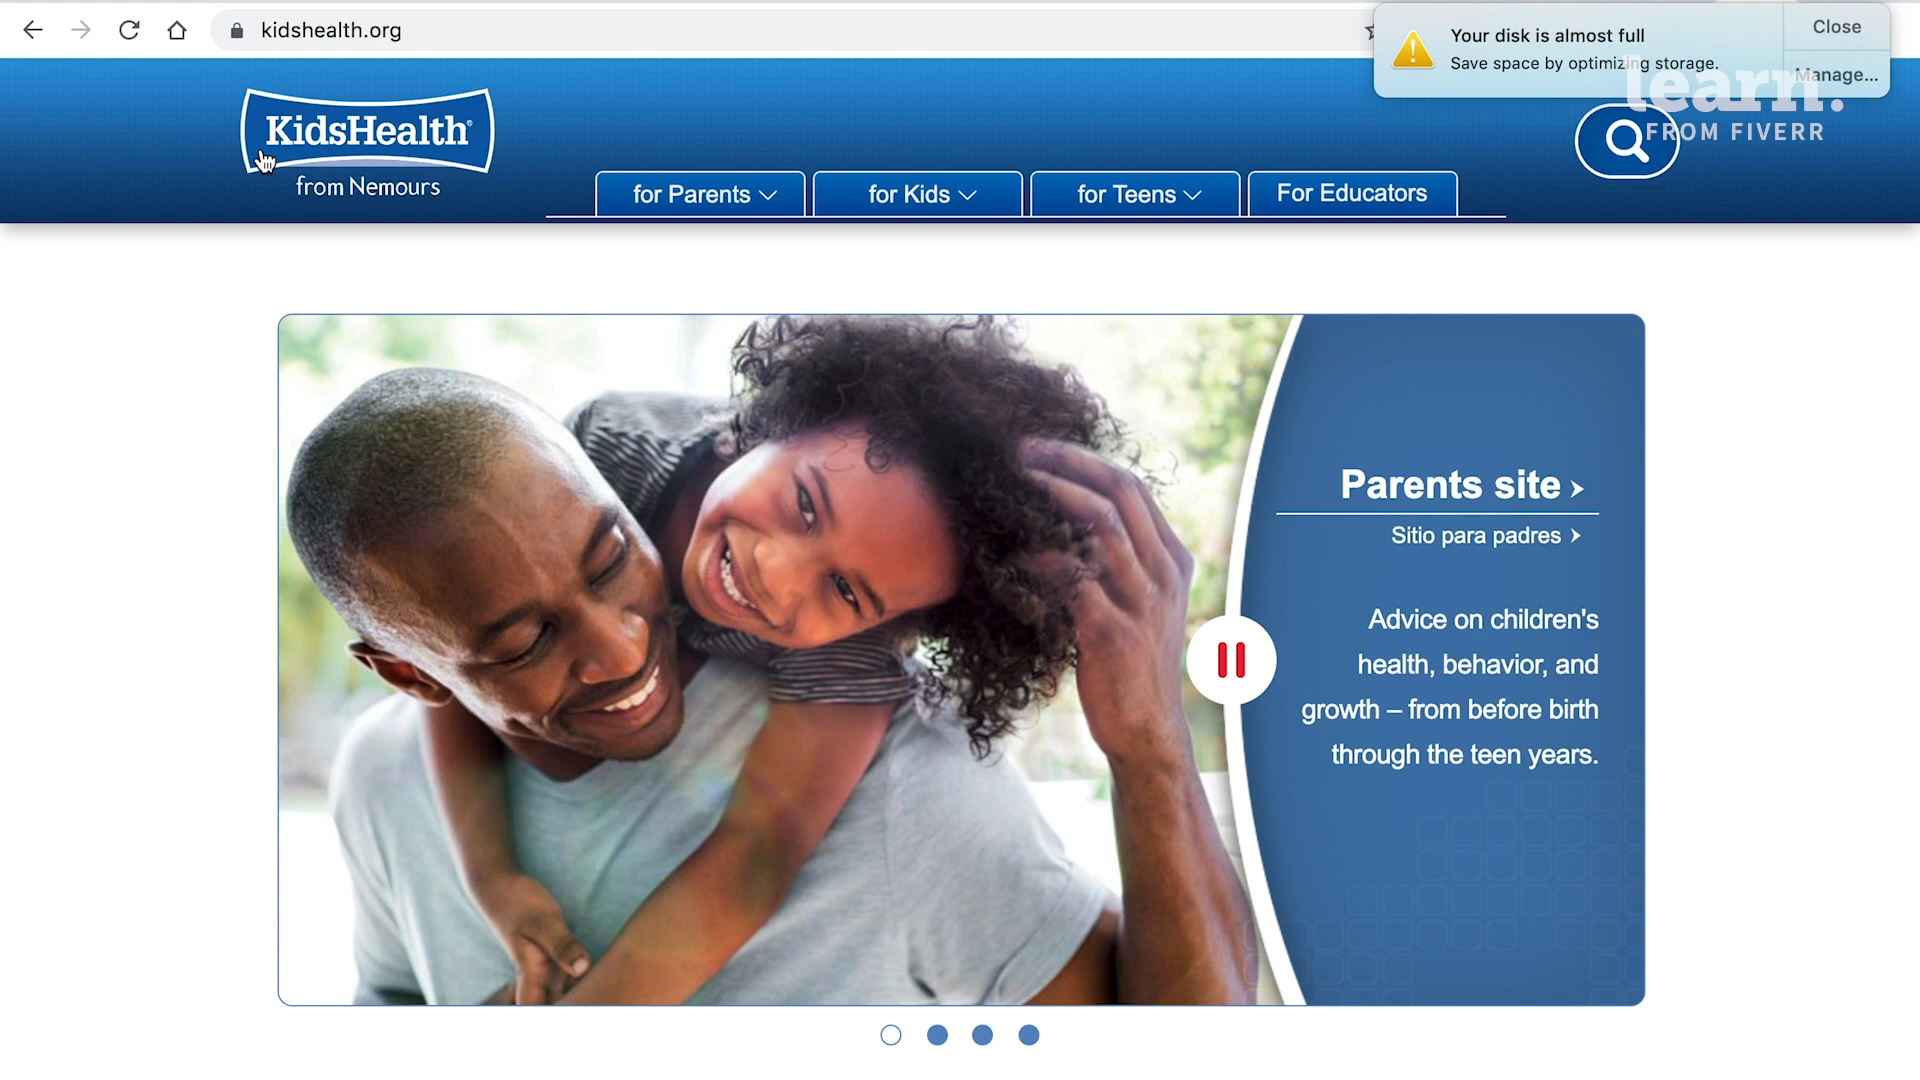 kidshealth.org
Your disk is almost full
Save space by optimizing storage.
Close
Manage...
learn.
FROM FIVERR
KidsHealth®
from Nemours
for Parents
for Kids
for Teens
For Educators
Parents site
Sitio para padres
Advice on children's
health, behavior, and
growth – from before birth
through the teen years.